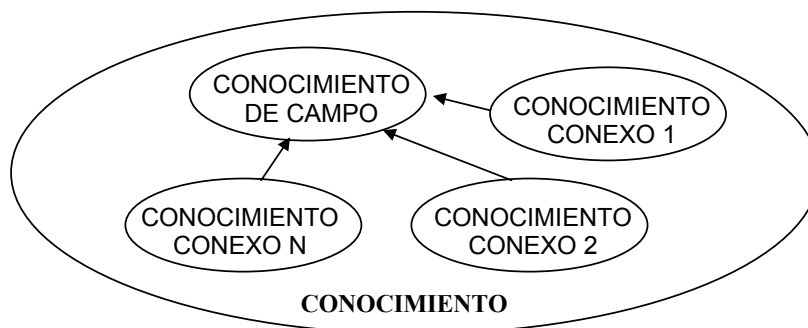 CONOCIMIENTO
DE CAMPO
CONOCIMIENTO
CONEXO 1
CONOCIMIENTO
CONEXO N
CONOCIMIENTO
CONEXO 2
CONOCIMIENTO